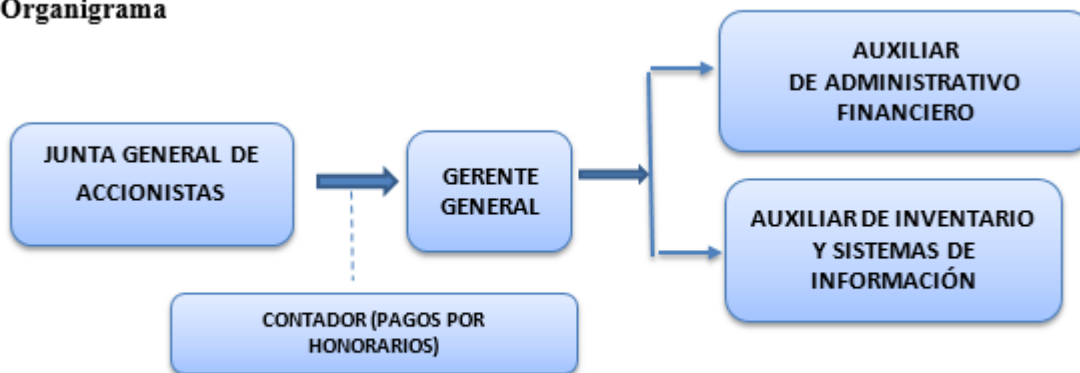 Organigrama
JUNTA GENERAL DE
ACCIONISTAS
GERENTE
GENERAL
AUXILIAR
DE ADMINISTRATIVO
FINANCIERO
AUXILIAR DE INVENTARIO
Y SISTEMAS DE
INFORMACIÓN
CONTADOR (PAGOS POR
HONORARIOS)